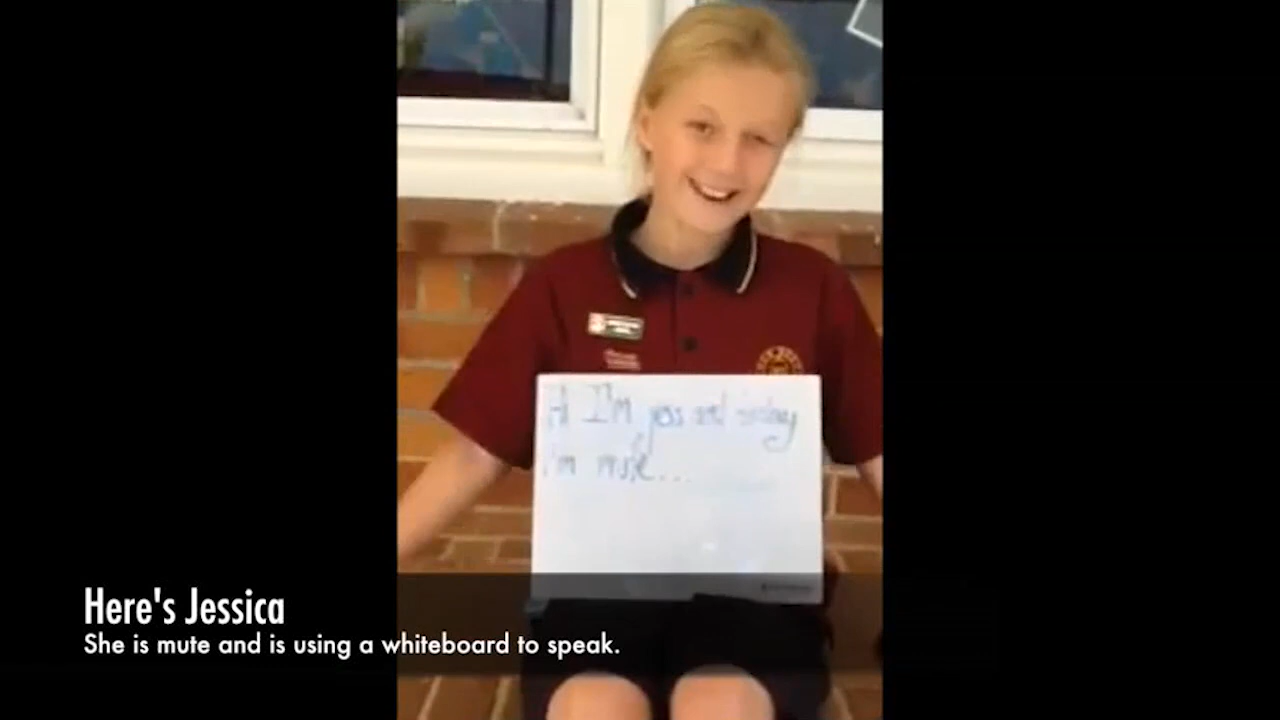 Hi I'm jess and today
I'm mute...
Here's Jessica
She is mute and is using a whiteboard to speak.